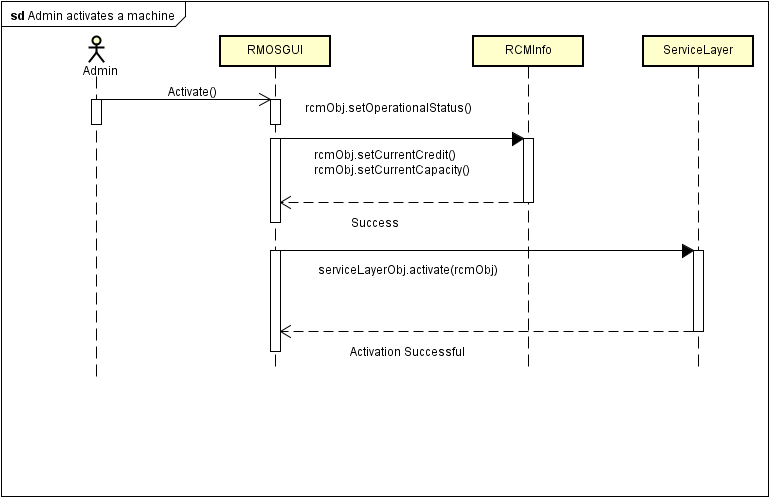 sd Admin activates a machine
RMOSGUI
RCMInfo
ServiceLayer
Admin
Activate()
rcmObj.setOperationalStatus()
rcmObj.setCurrentCredit()
rcmObj.setCurrentCapacity()
Success
serviceLayerObj.activate(rcmObj)
Activation Successful